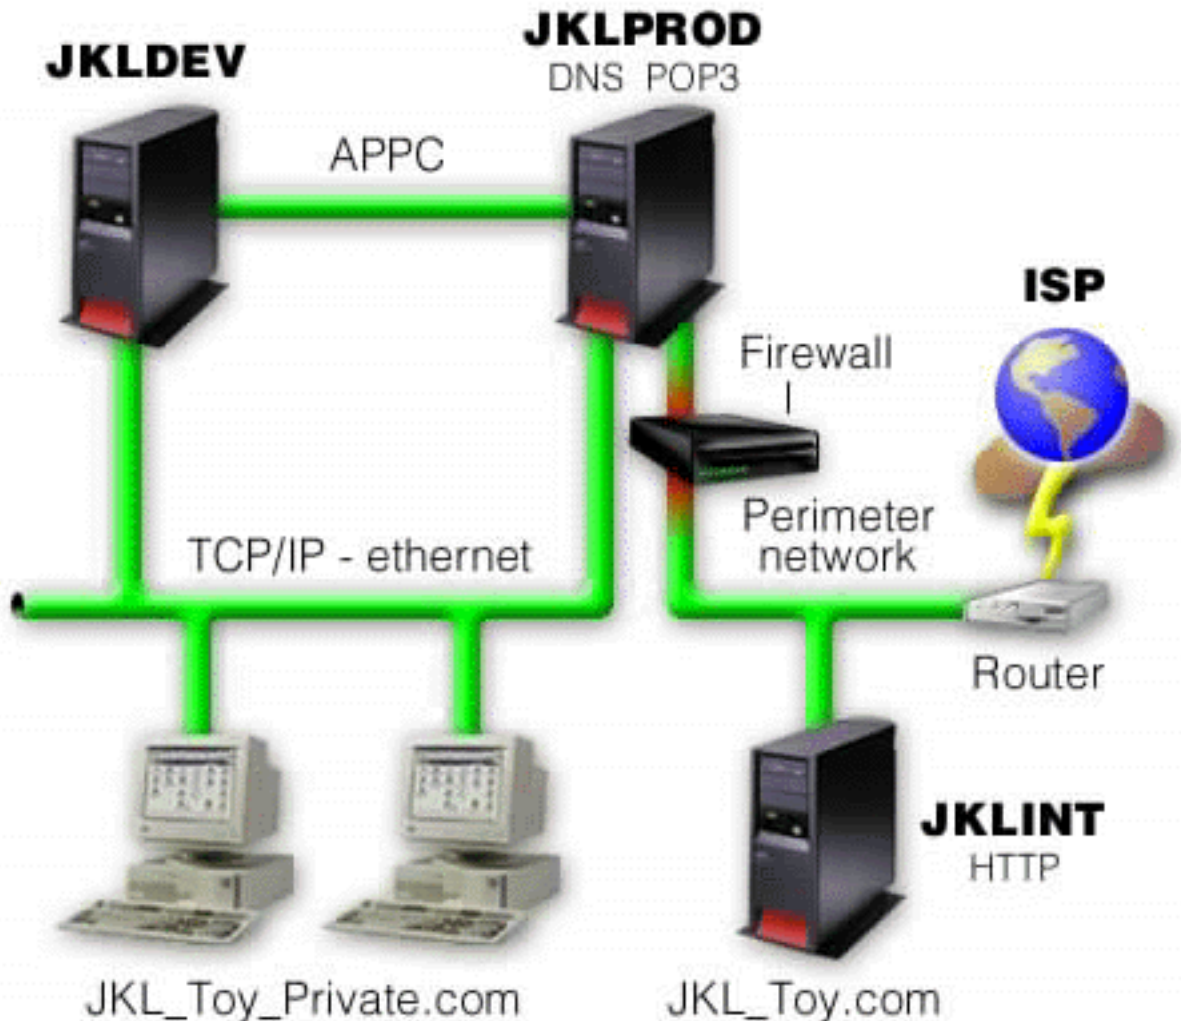 JKLDEV
JKLPROD
DNS POP3
APPC
ISP
Firewall
Perimeter
network
TCP/IP - ethernet
Router
JKLINT
HTTP
JKL_Toy_Private.com
JKL_Toy.com